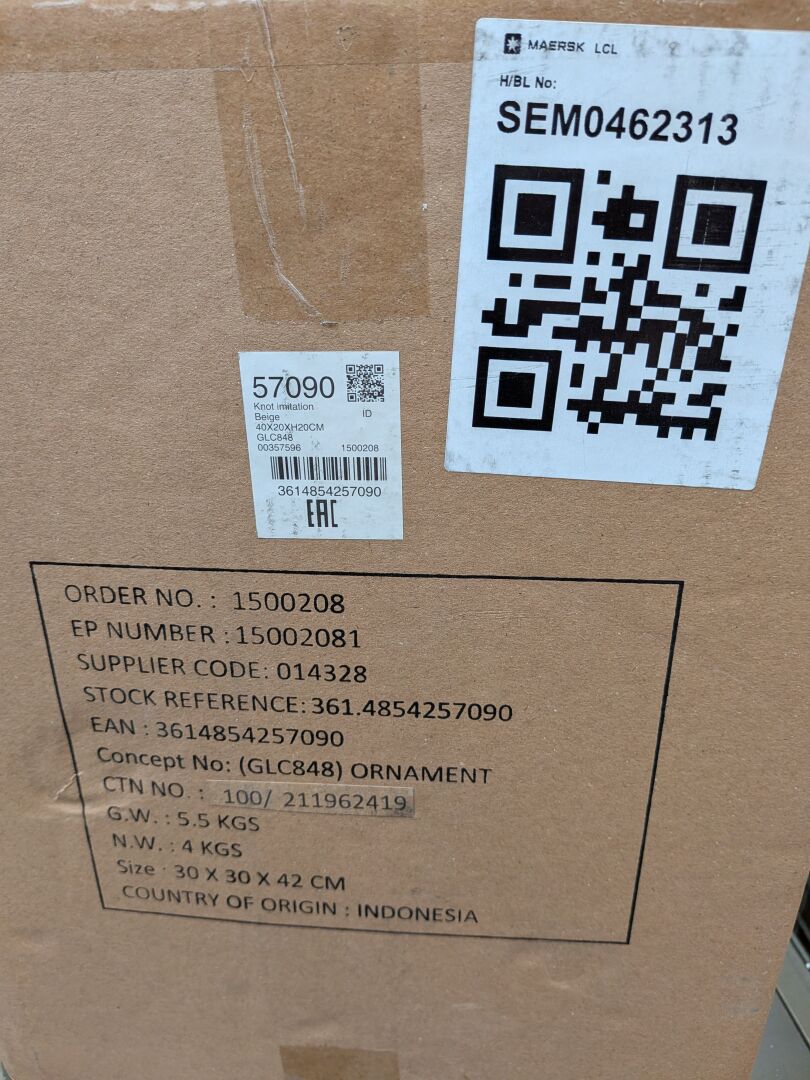 MAERSK LCL
H/BL No:
SEM0462313
57090
Knot imitation
Beige
ID
40X20XH20CM
GLC848
00357596 1500208
3614854257090
EAC
ORDER NO. : 1500208
EP NUMBER : 15002081
SUPPLIER CODE: 014328
STOCK REFERENCE: 361.4854257090
EAN : 3614854257090
Concept No: (GLC848) ORNAMENT
CTN NO. : 100/ 211962419
G.W. : 5.5 KGS
N.W. : 4 KGS
Size : 30 X 30 X 42 CM
COUNTRY OF ORIGIN : INDONESIA